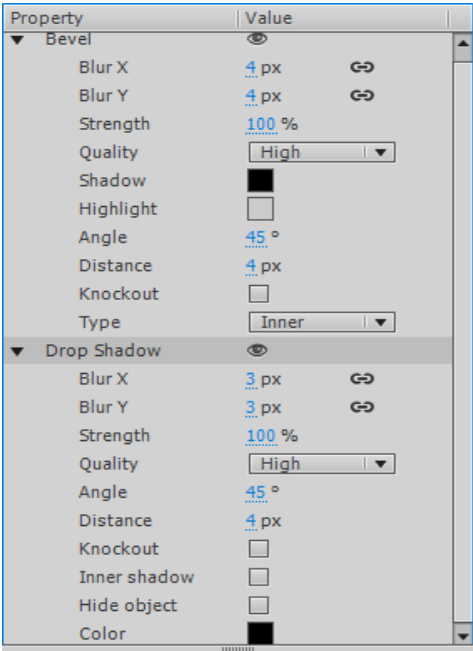 Property Value
Bevel
Blur X 4 px
Blur Y 4 px
Strength 100 %
Quality High
Shadow
Highlight
Angle 45 °
Distance 4 px
Knockout
Type Inner
Drop Shadow
Blur X 3 px
Blur Y 3 px
Strength 100 %
Quality High
Angle 45 °
Distance 4 px
Knockout
Inner shadow
Hide object
Color